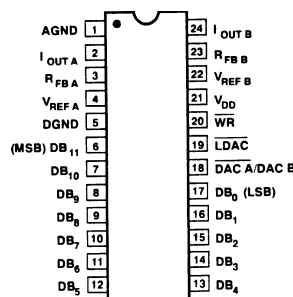 AGND 1
I OUT A 2
R FB A 3
V REF A 4
DGND 5
(MSB) DB11 6
DB10 7
DB9 8
DB8 9
DB7 10
DB6 11
DB5 12
24 I OUT B
23 R FB B
22 V REF B
21 VDD
20 WR
19 LDAC
18 DAC A/DAC B
17 DB0 (LSB)
16 DB1
15 DB2
14 DB3
13 DB4